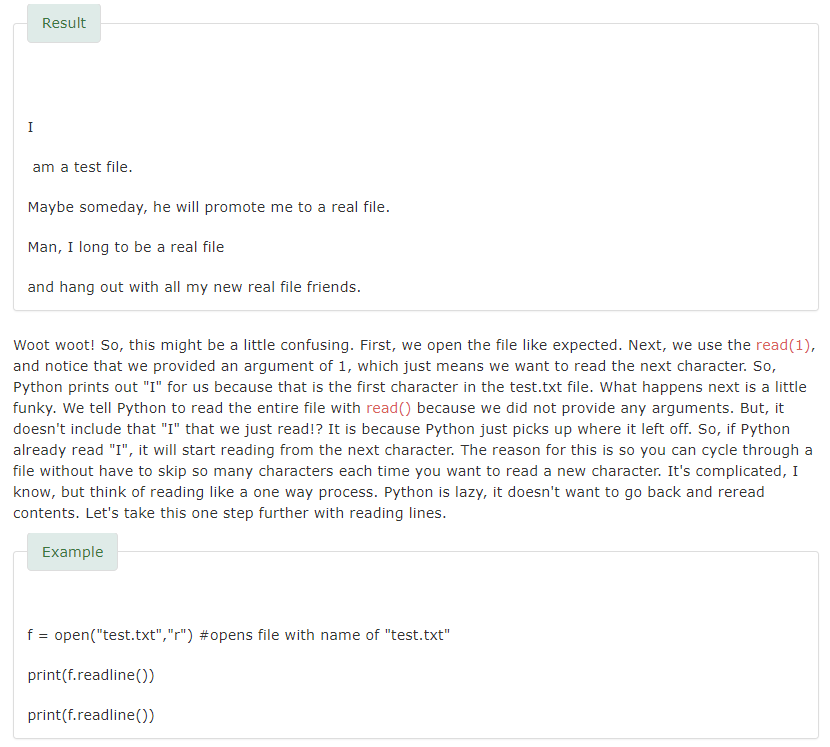 Result
I
am a test file.
Maybe someday, he will promote me to a real file.
Man, I long to be a real file
and hang out with all my new real file friends.
Woot woot! So, this might be a little confusing. First, we open the file like expected. Next, we use the read(1),
and notice that we provided an argument of 1, which just means we want to read the next character. So,
Python prints out "I" for us because that is the first character in the test.txt file. What happens next is a little
funky. We tell Python to read the entire file with read() because we did not provide any arguments. But, it
doesn't include that "I" that we just read!? It is because Python just picks up where it left off. So, if Python
already read "I", it will start reading from the next character. The reason for this is so you can cycle through a
file without have to skip so many characters each time you want to read a new character. It's complicated, I
know, but think of reading like a one way process. Python is lazy, it doesn't want to go back and reread
contents. Let's take this one step further with reading lines.
Example
f = open("test.txt","r") #opens file with name of "test.txt"
print(f.readline())
print(f.readline())